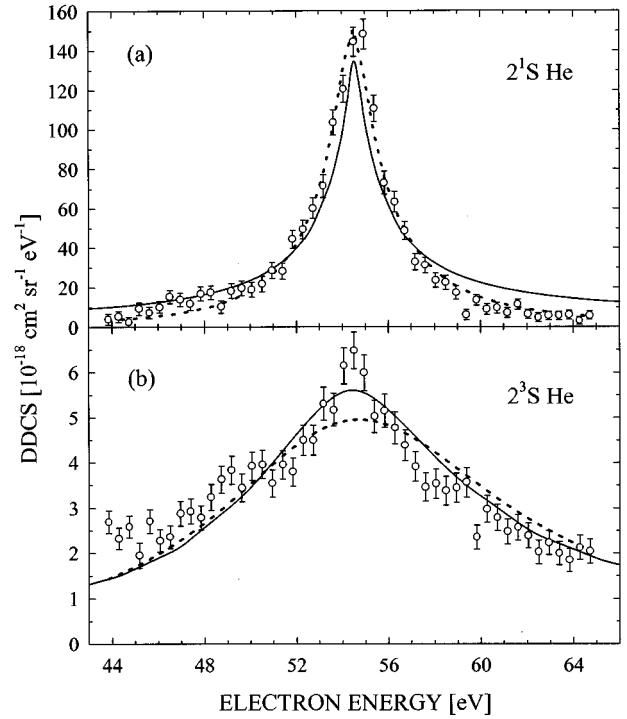 160
(a)
2¹S He
140
120
100
80
60
40
20
0
DDCS [10⁻¹⁸ cm² sr⁻¹ eV⁻¹]
(b)
2³S He
6
5
4
3
2
1
0
44 48 52 56 60 64
ELECTRON ENERGY [eV]